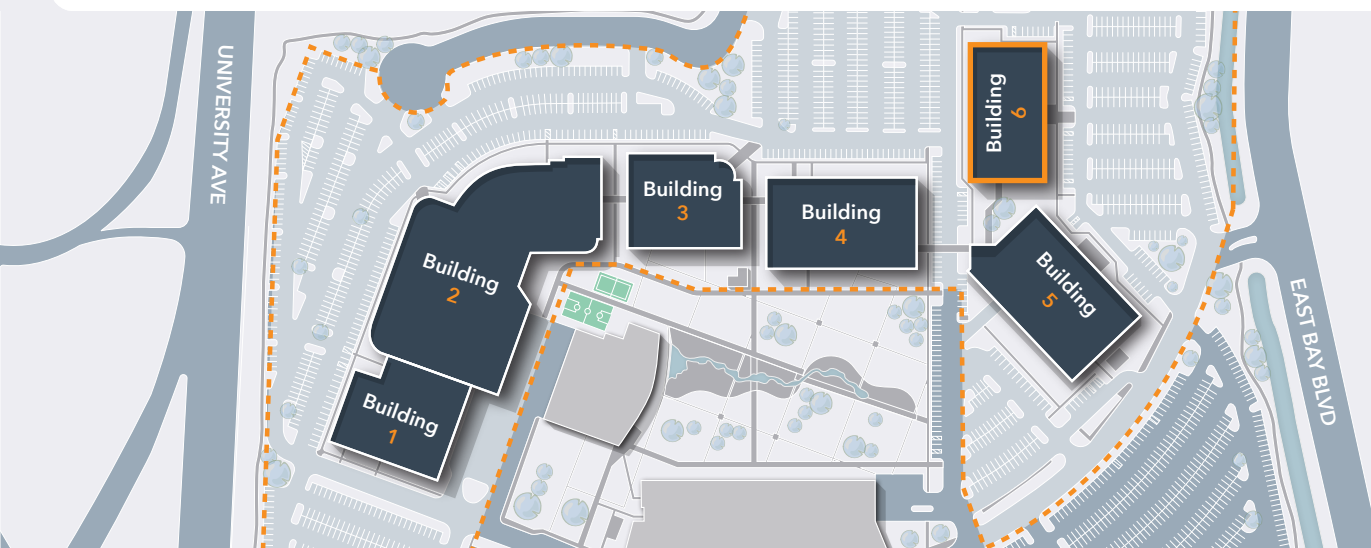 UNIVERSITY AVE
Building
1
Building
2
Building
3
Building
4
Building
5
Building
6
EAST BAY BLVD